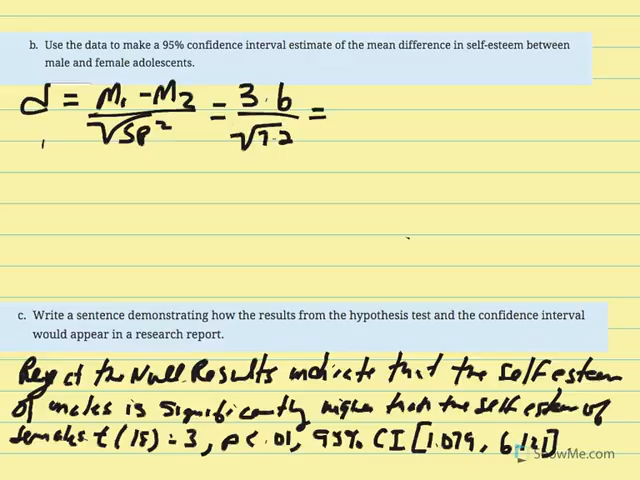 b. Use the data to make a 95% confidence interval estimate of the mean difference in self-esteem between
male and female adolescents.
d = M₁ - M₂ / √Sp² = 3.6 / √7.2 =
c. Write a sentence demonstrating how the results from the hypothesis test and the confidence interval
would appear in a research report.
Reject the Null. Results indicate that the self esteem
of males is significantly higher than the self esteem of
females t(15) = 3, p < .01, 95% CI [1.079, 6.121].
ShowMe.com